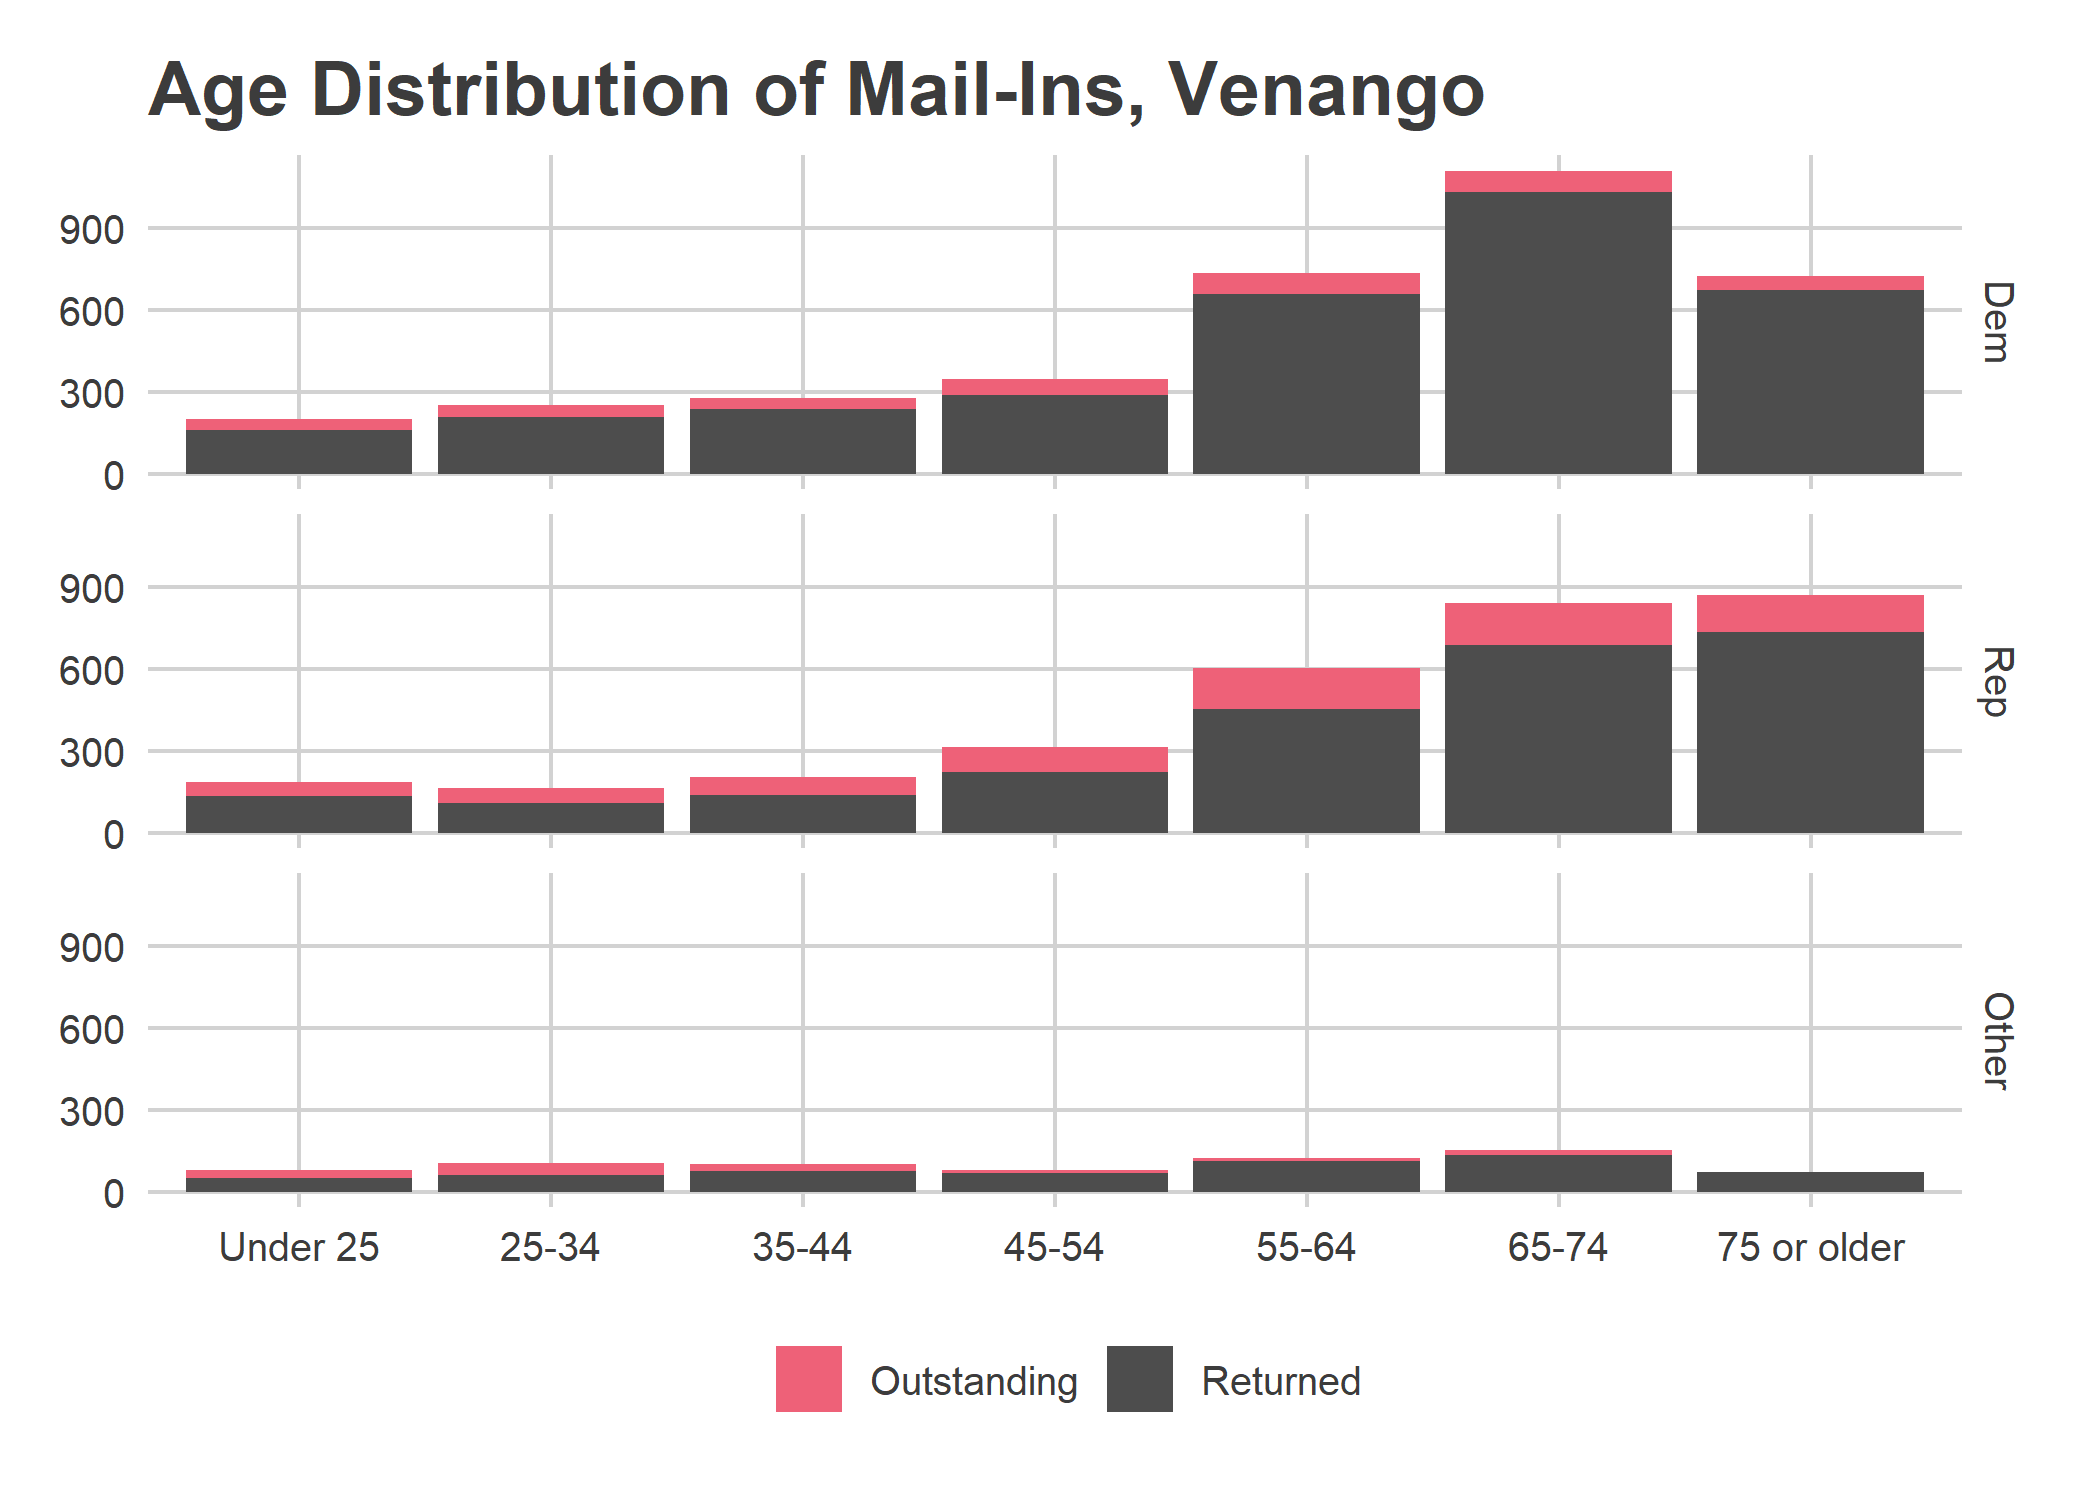 Age Distribution of Mail-Ins, Venango
900
600
300
0
Dem
900
600
300
0
Rep
900
600
300
0
Other
Under 25 25-34 35-44 45-54 55-64 65-74 75 or older
Outstanding Returned